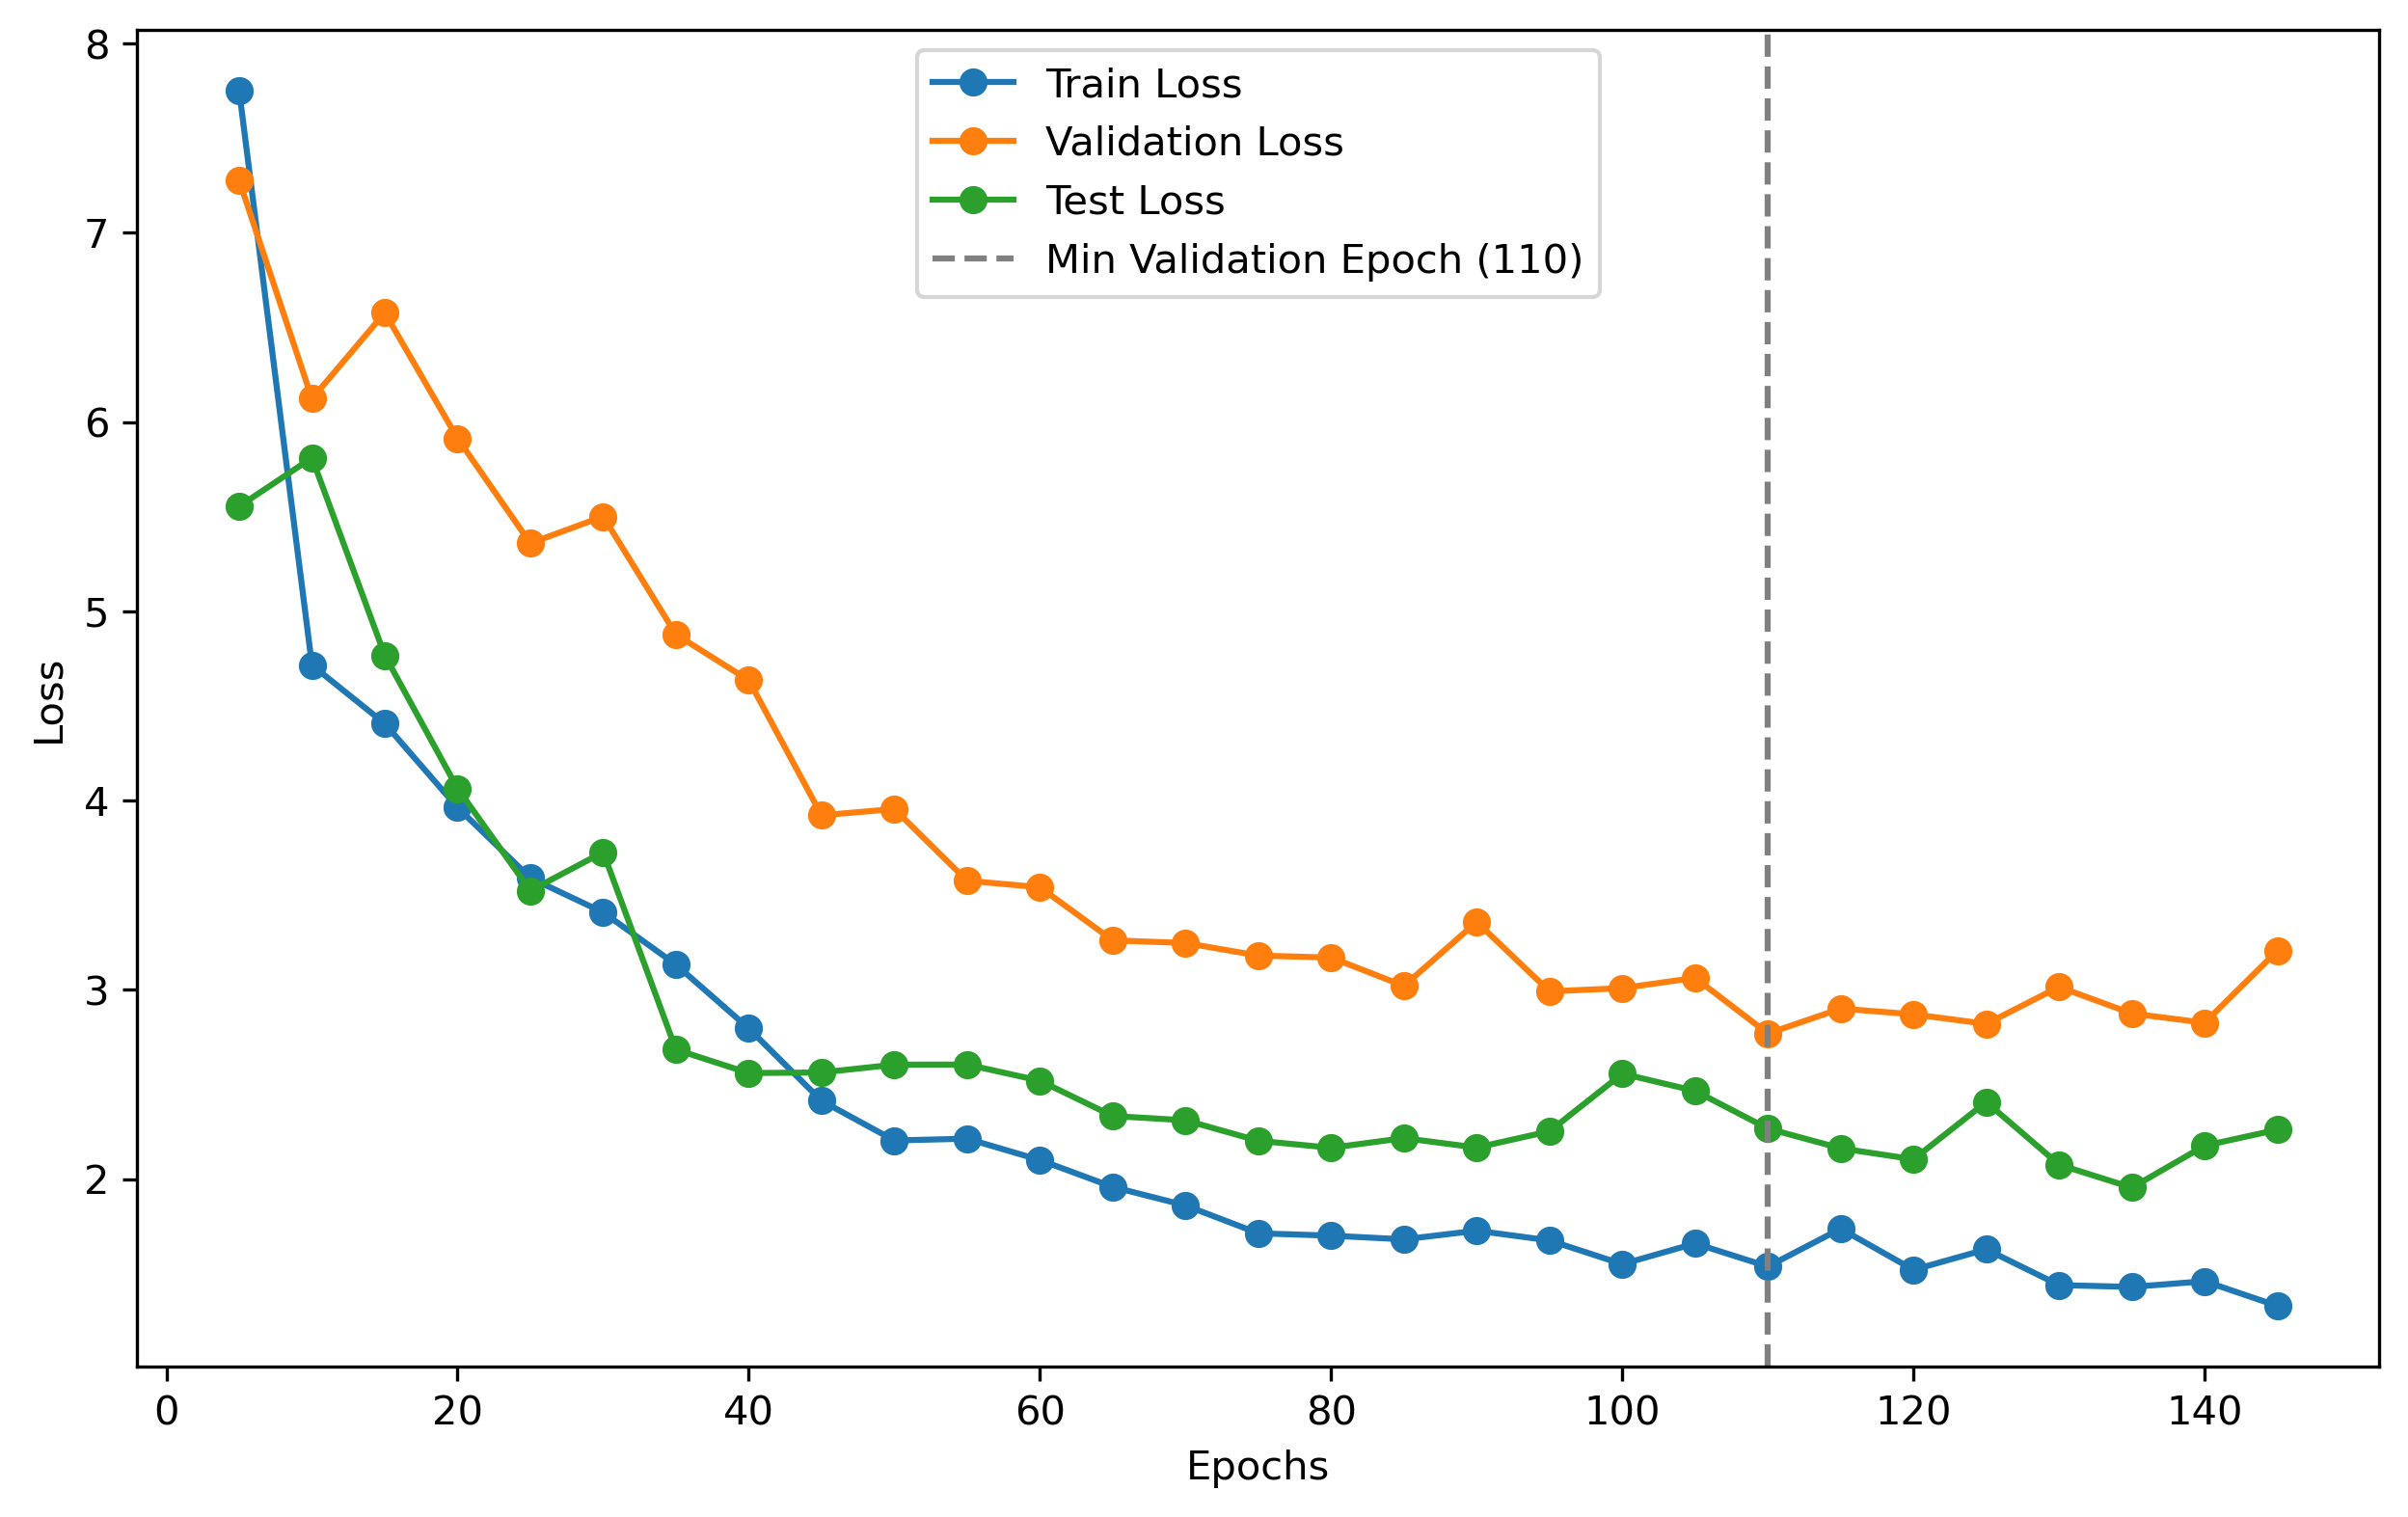 8
7
6
5
4
3
2
Loss
Train Loss
Validation Loss
Test Loss
Min Validation Epoch (110)
0 20 40 60 80 100 120 140
Epochs